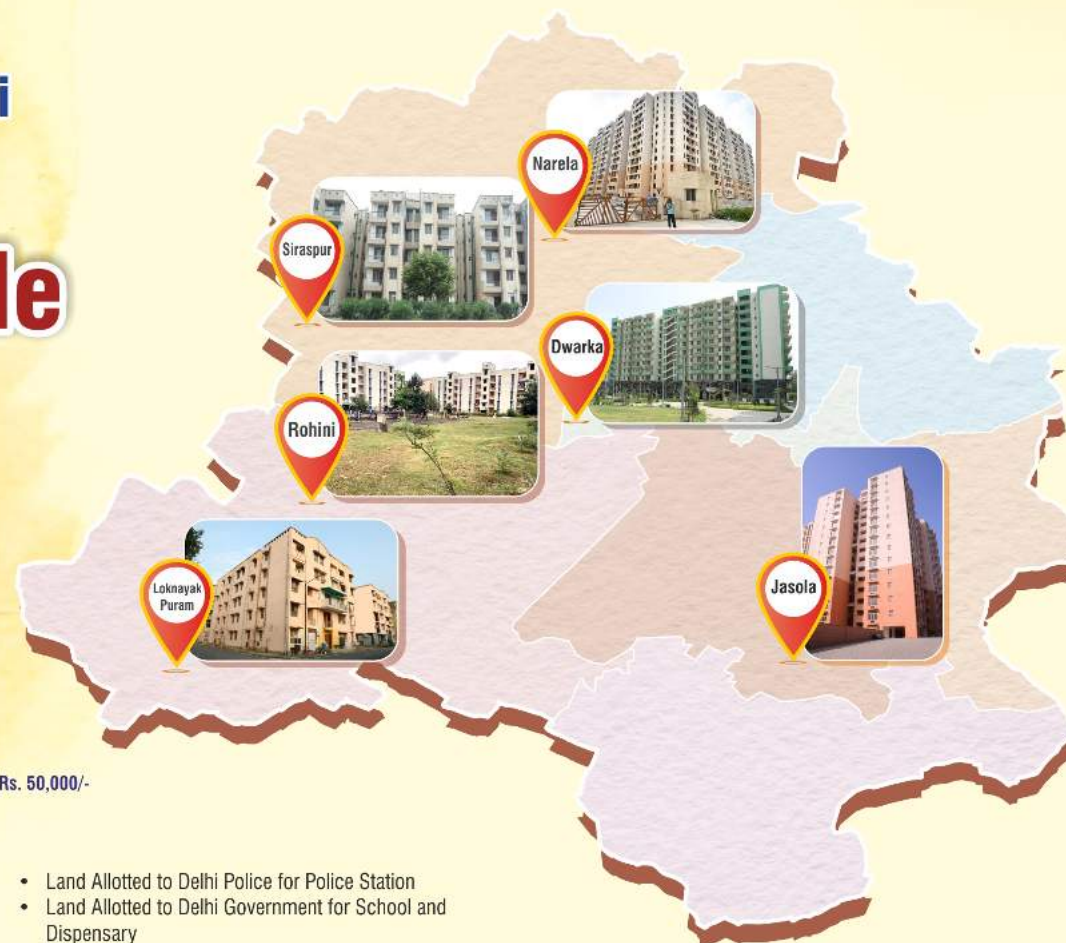 i
Narela
Siraspur
le
Dwarka
Rohini
Loknayak
Puram
Jasola
Rs. 50,000/-
• Land Allotted to Delhi Police for Police Station
• Land Allotted to Delhi Government for School and
Dispensary